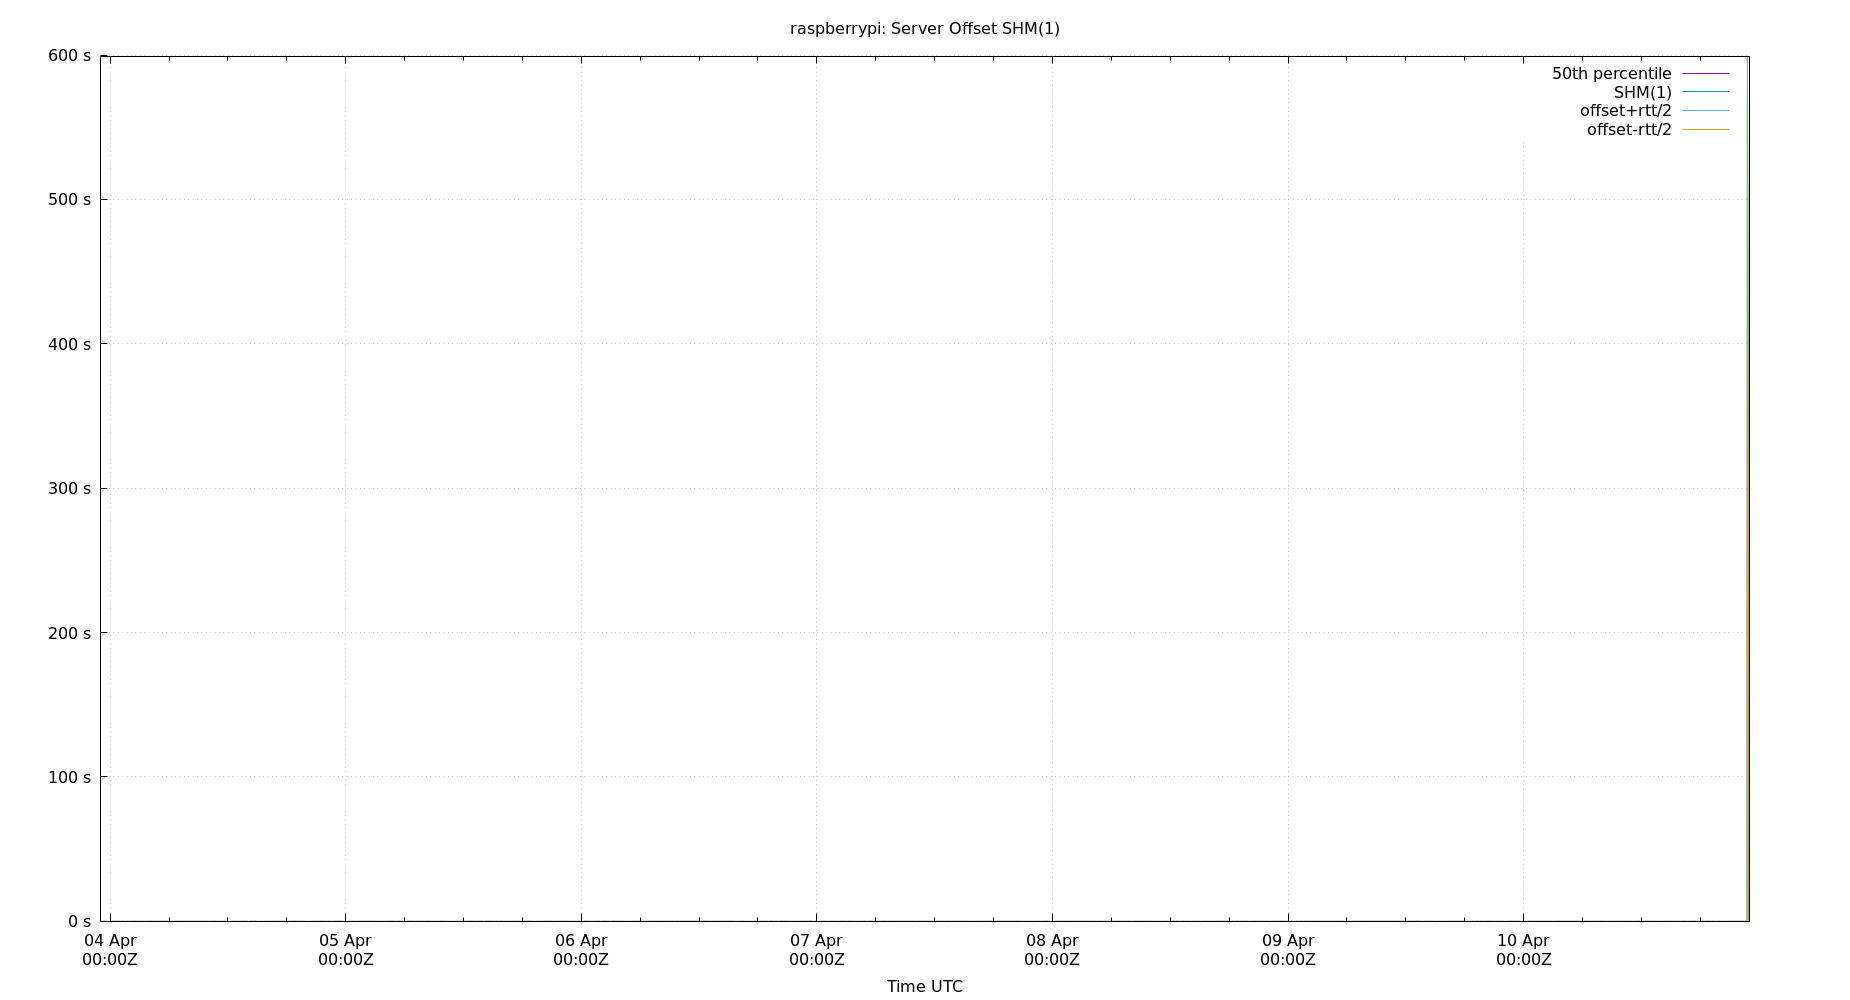 raspberrypi: Server Offset SHM(1)
600 s
500 s
400 s
300 s
200 s
100 s
0 s
50th percentile
SHM(1)
offset+rtt/2
offset-rtt/2
04 Apr 05 Apr 06 Apr 07 Apr 08 Apr 09 Apr 10 Apr
00:00Z 00:00Z 00:00Z 00:00Z 00:00Z 00:00Z 00:00Z
Time UTC